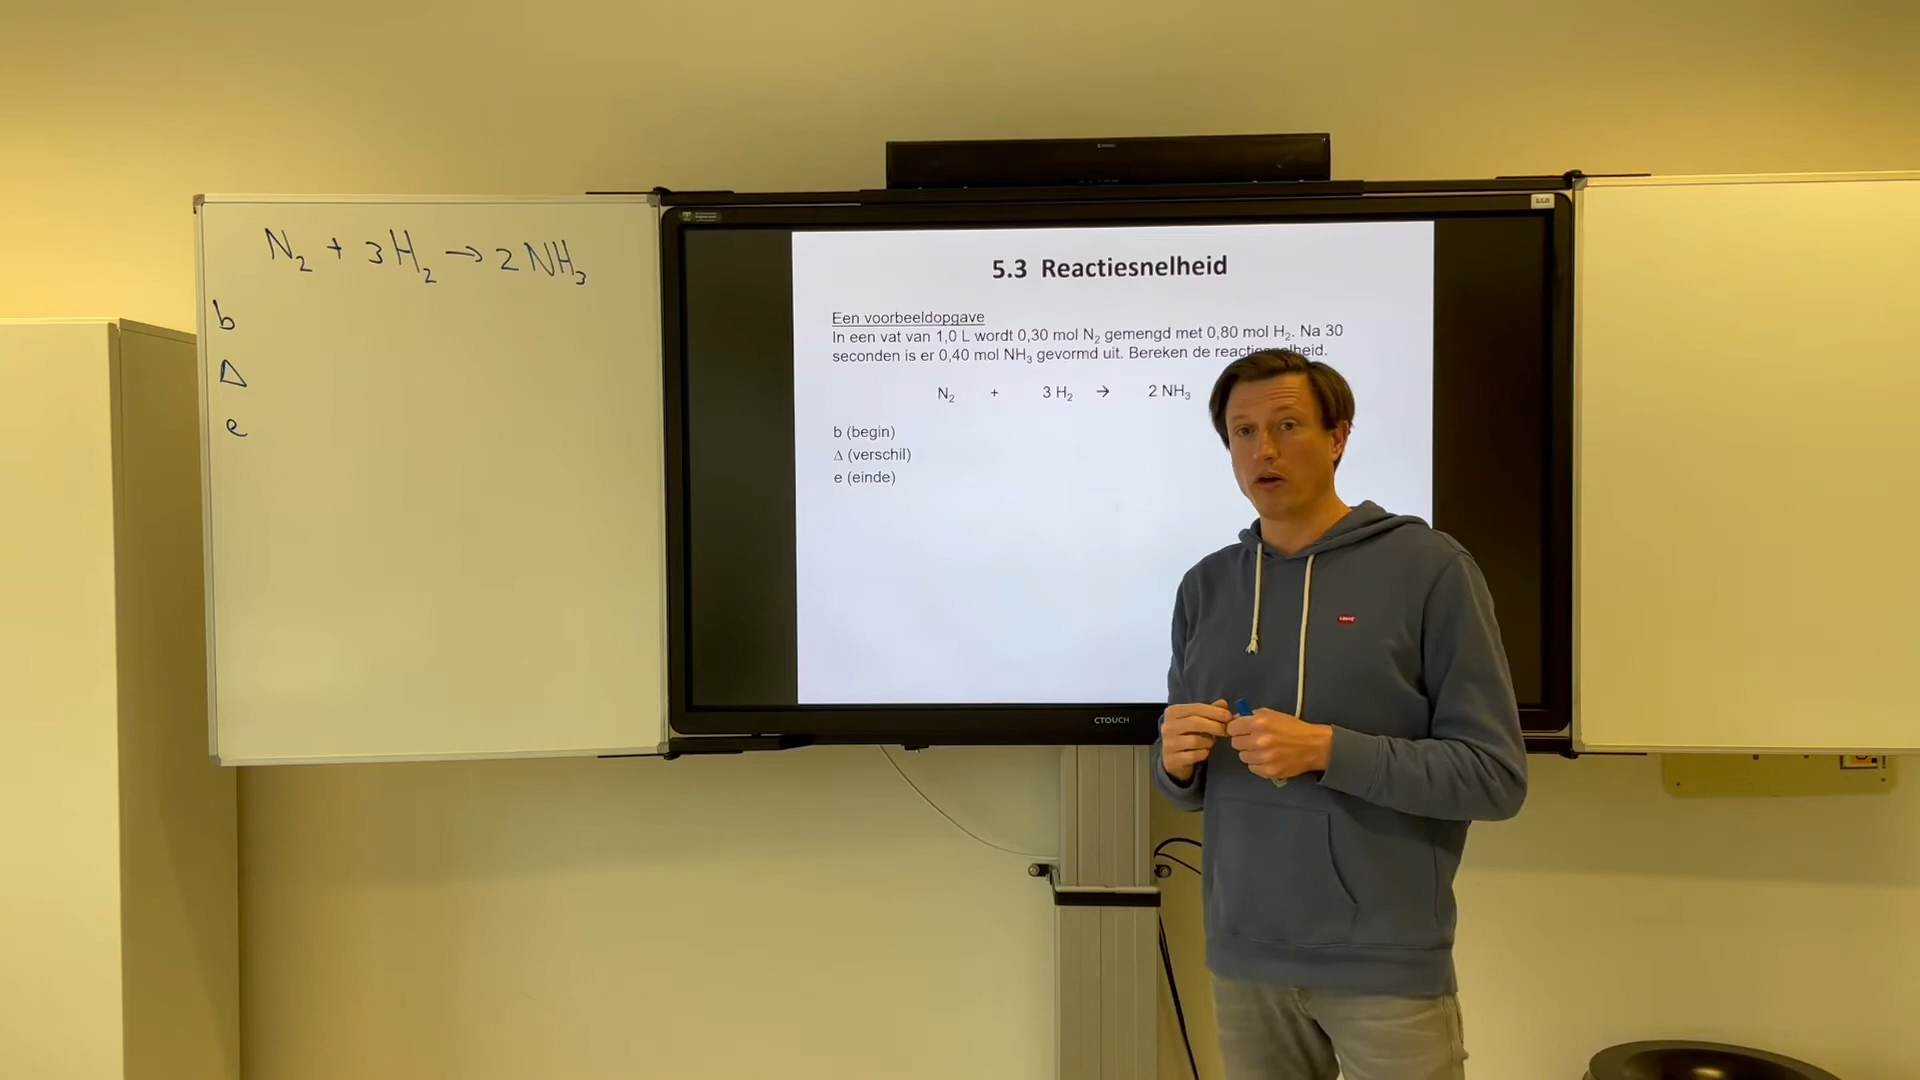 N₂ + 3H₂ → 2NH₃
b
Δ
e
5.3 Reactiesnelheid
Een voorbeeldopgave
In een vat van 1,0 L wordt 0,30 mol N₂ gemengd met 0,80 mol H₂. Na 30
seconden is er 0,40 mol NH₃ gevormd uit. Bereken de reactiesnelheid.
N₂ + 3 H₂ → 2 NH₃
b (begin)
Δ (verschil)
e (einde)
CTOUCH
Levi's